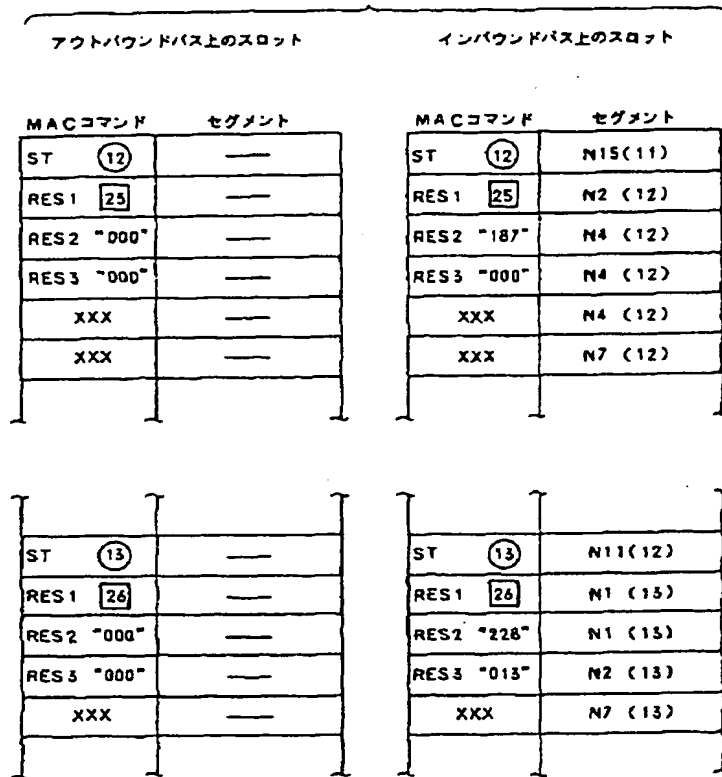 アウトバウンドバス上のスロット
インバウンドバス上のスロット
MACコマンド セグメント
ST 12 ——
RES1 25 ——
RES2 "000" ——
RES3 "000" ——
XXX ——
XXX ——
ST 13 ——
RES1 26 ——
RES2 "000" ——
RES3 "000" ——
XXX ——
MACコマンド セグメント
ST 12 N15(11)
RES1 25 N2 (12)
RES2 "187" N4 (12)
RES3 "000" N4 (12)
XXX N4 (12)
XXX N7 (12)
ST 13 N11(12)
RES1 26 N1 (13)
RES2 "228" N1 (13)
RES3 "013" N2 (13)
XXX N7 (13)